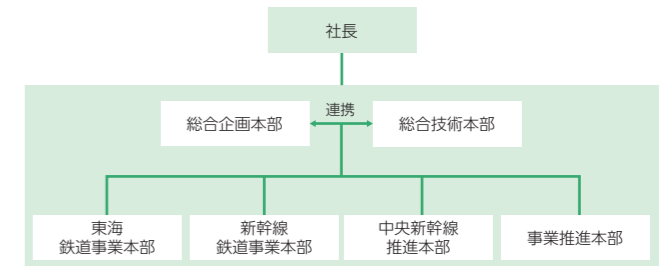 社長
連携
総合企画本部
総合技術本部
東海
鉄道事業本部
新幹線
鉄道事業本部
中央新幹線
推進本部
事業推進本部